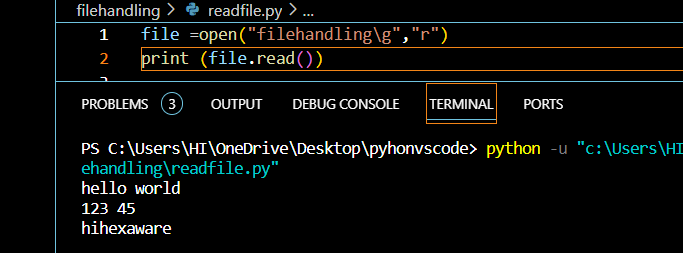 filehandling > readfile.py > ...
1 file =open("filehandling\g","r")
2 print (file.read())
PROBLEMS 3 OUTPUT DEBUG CONSOLE TERMINAL PORTS
PS C:\Users\HI\OneDrive\Desktop\pyhonvscode> python -u "c:\Users\HI
ehandling\readfile.py"
hello world
123 45
hihexaware